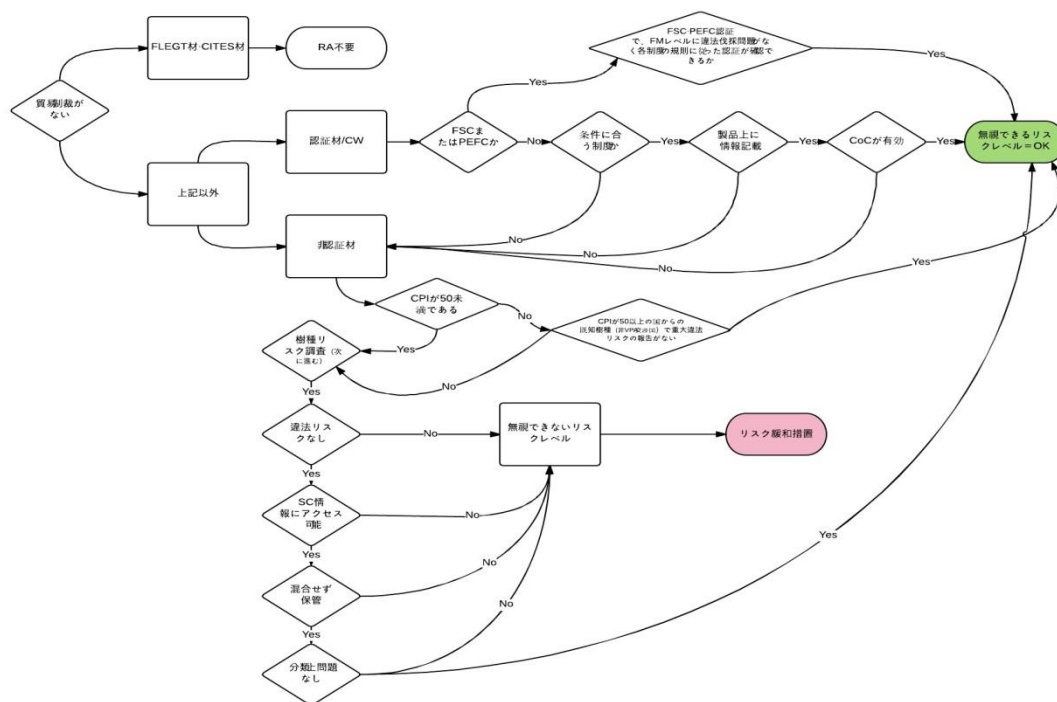 FLEGT材·CITES材
RA不要
FSC·PEFC認証
で、FMレベルに違法伐採問題がな
く各制度の規則に従った認証が確認で
きるか
Yes
Yes
貿易制裁が
ない
認証材/CW
FSCま
たはPEFCか
No
条件に合
う制度か
Yes
製品上に
情報記載
Yes
CoCが有効
Yes
無視できるリス
クレベル=OK
上記以外
非認証材
No
No
No
Yes
CPIが50未
満である
No
CPIが50以上の国からの
既知樹種
で重大違法
リスクの報告がない
Yes
樹種リ
スク調査(次
に進む)
No
Yes
違法リス
クなし
No
無視できないリス
クレベル
リスク緩和措置
Yes
SC情
報にアクセス
可能
No
Yes
Yes
混合せず
保管
No
Yes
No
分類上問題
なし